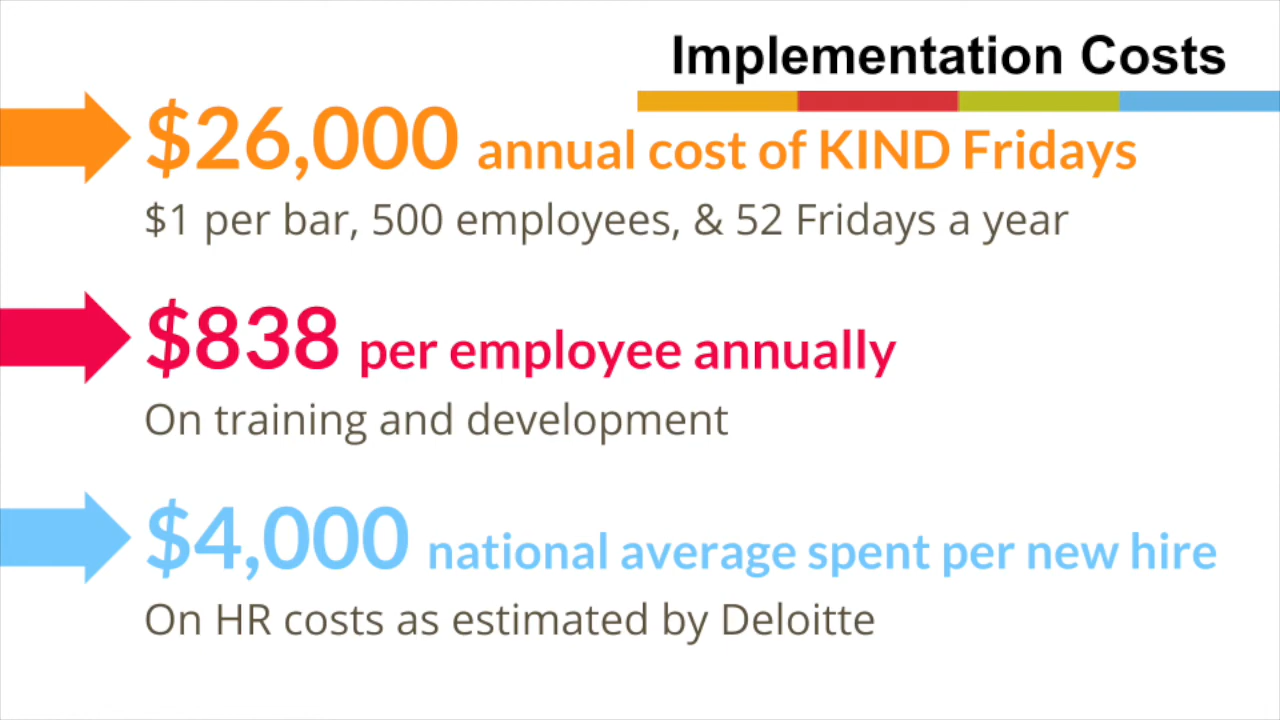 Implementation Costs
$26,000 annual cost of KIND Fridays
$1 per bar, 500 employees, & 52 Fridays a year
$838 per employee annually
On training and development
$4,000 national average spent per new hire
On HR costs as estimated by Deloitte